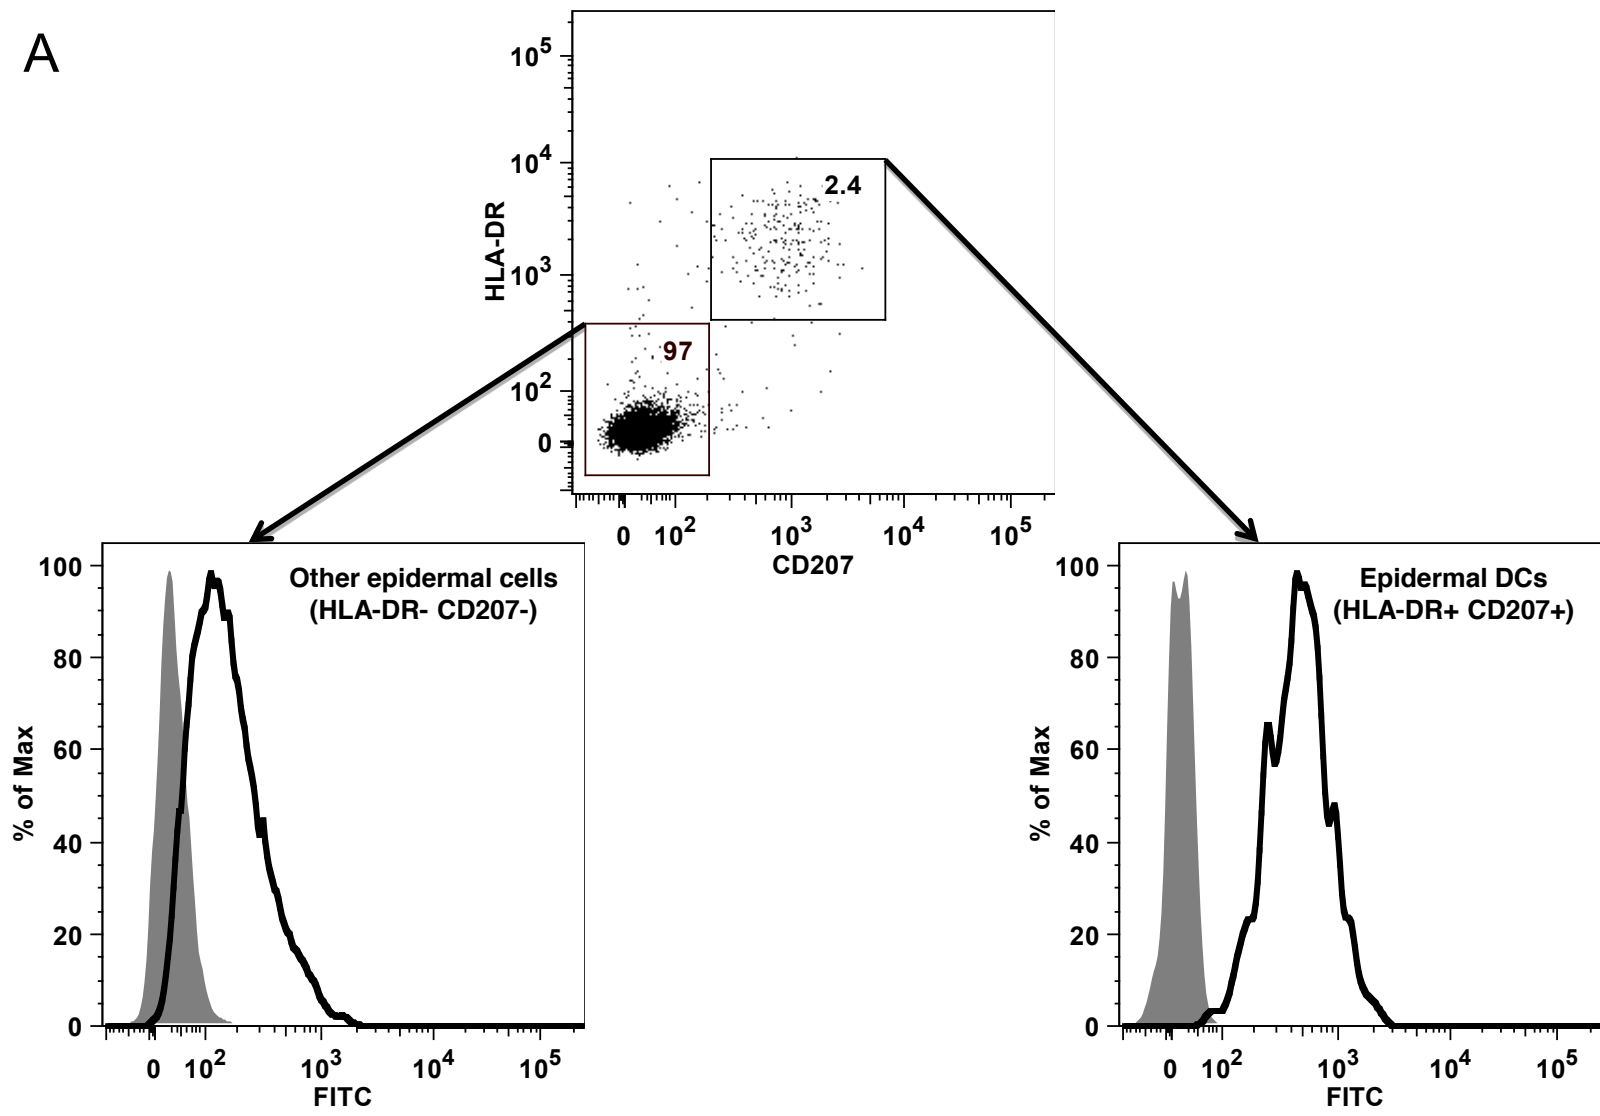 A
10^5
10^4
10^3
10^2
0
HLA-DR
2.4
97
0 10^2 10^3 10^4 10^5
CD207
100
80
60
40
20
0
% of Max
Other epidermal cells
(HLA-DR- CD207-)
0 10^2 10^3 10^4 10^5
FITC
100
80
60
40
20
0
% of Max
Epidermal DCs
(HLA-DR+ CD207+)
0 10^2 10^3 10^4 10^5
FITC